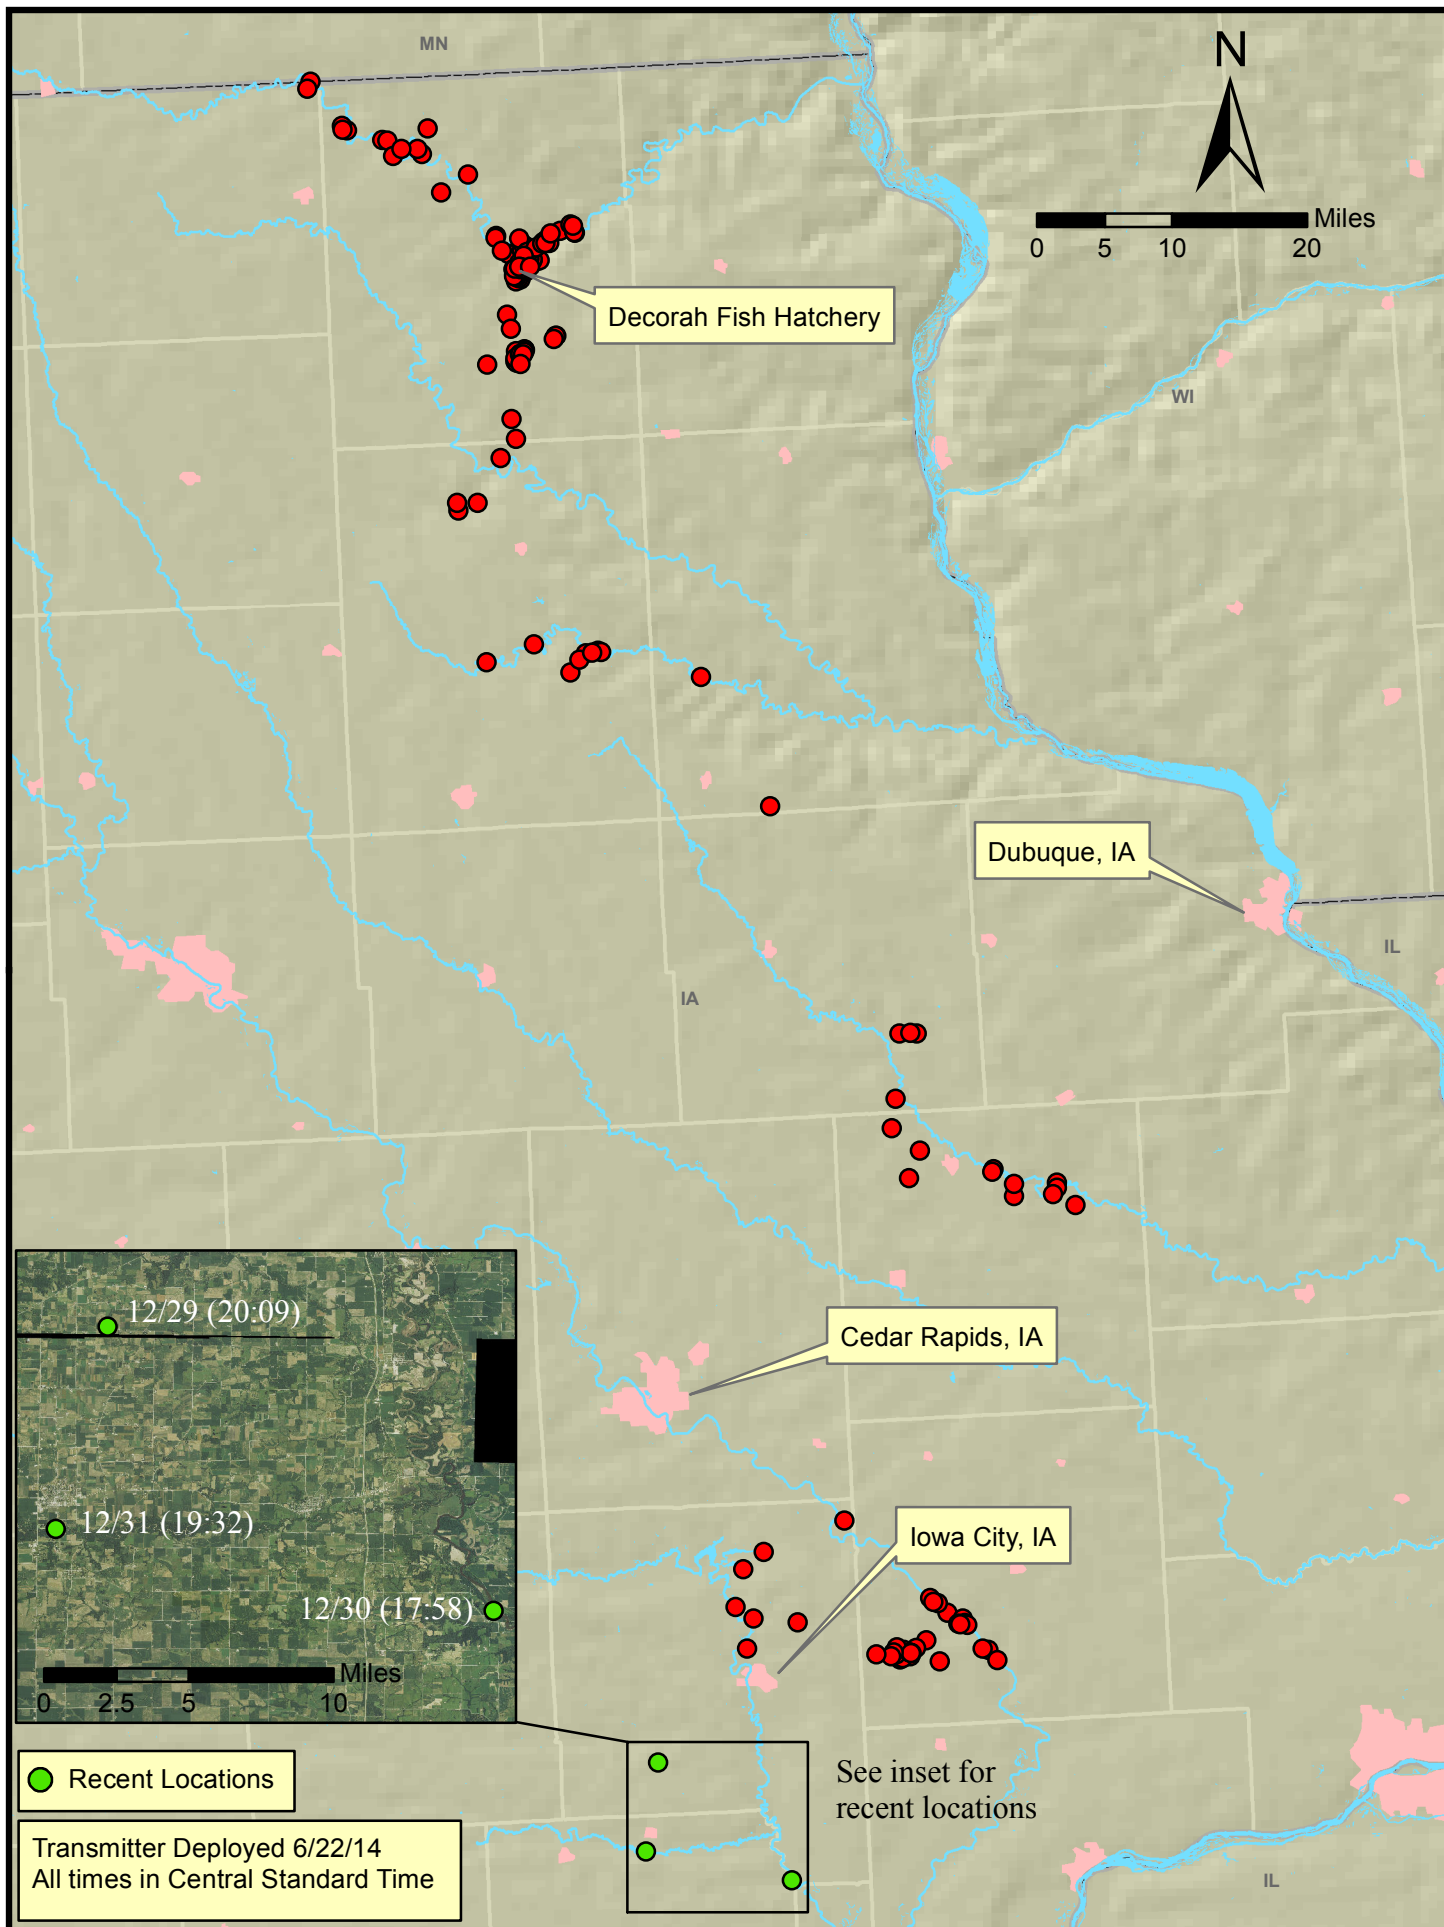 MN
N
Miles
0 5 10 20
Decorah Fish Hatchery
WI
Dubuque, IA
IL
IA
Cedar Rapids, IA
Iowa City, IA
12/29 (20:09)
12/31 (19:32)
12/30 (17:58)
Miles
0 2.5 5 10
See inset for
recent locations
Recent Locations
Transmitter Deployed 6/22/14
All times in Central Standard Time
IL